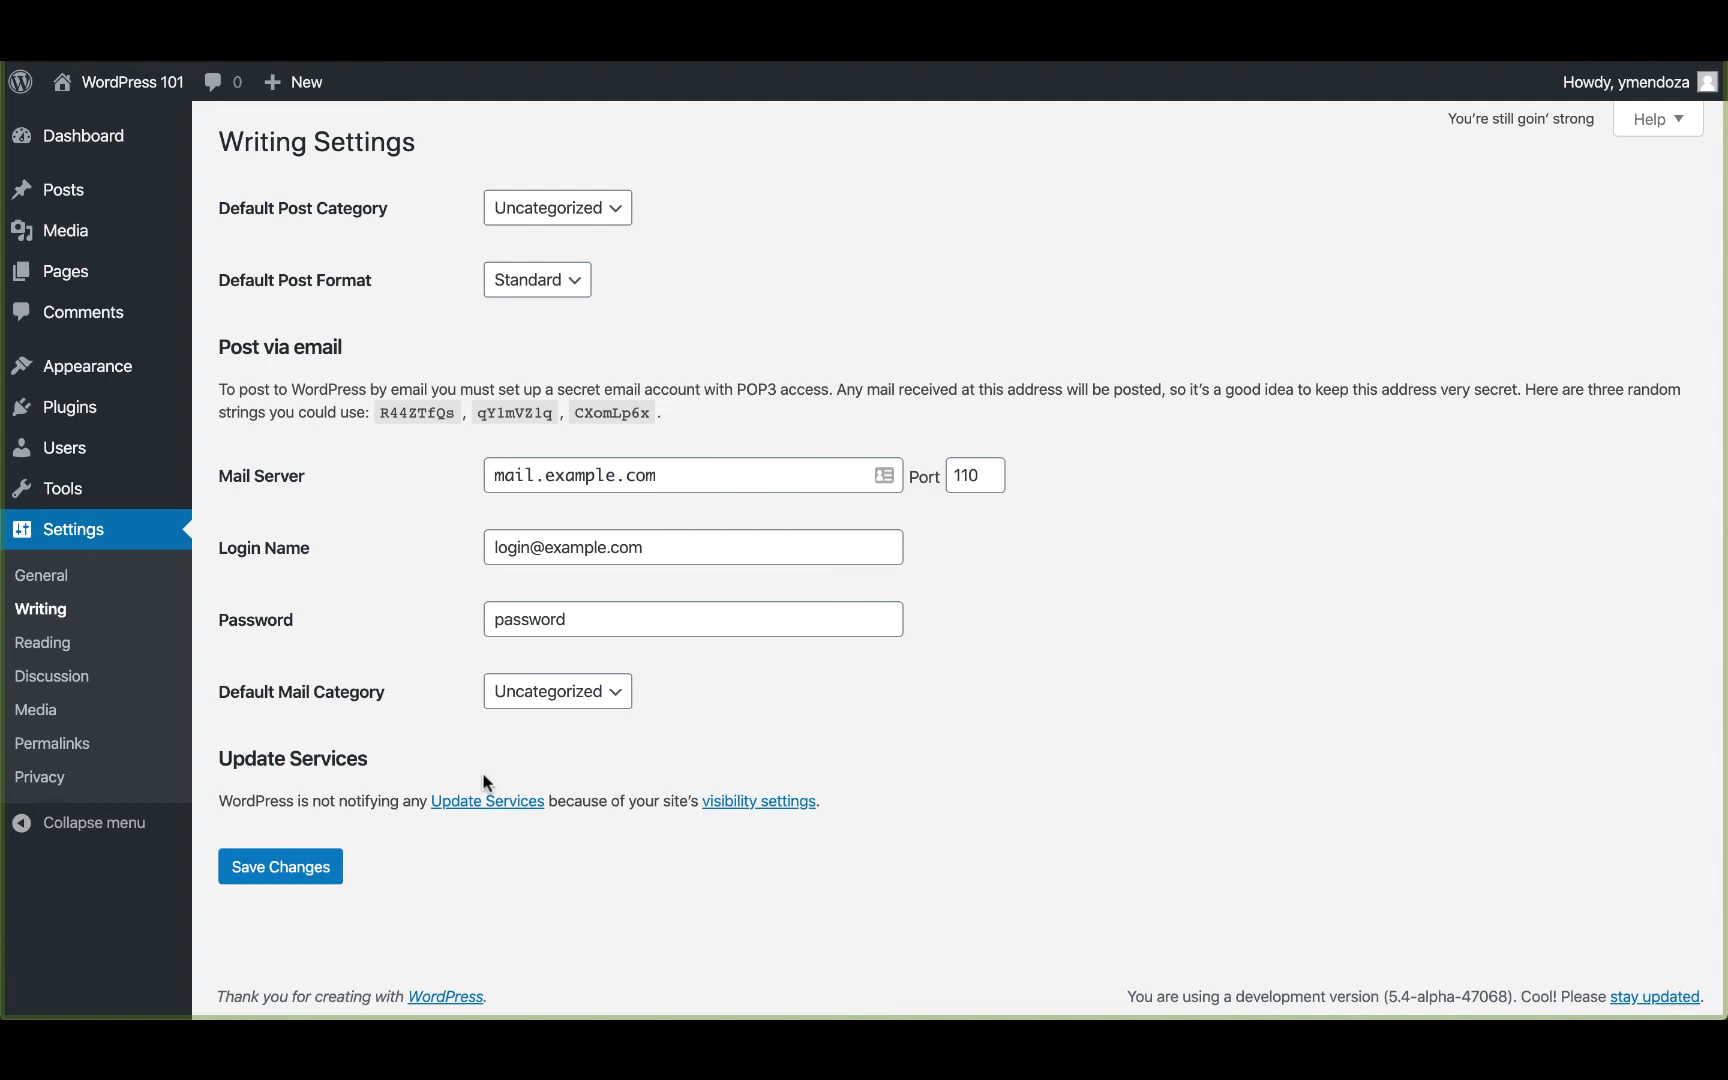 WordPress 101 0 New Howdy, ymendoza
You're still goin' strong Help
Dashboard
Posts
Media
Pages
Comments
Appearance
Plugins
Users
Tools
Settings
General
Writing
Reading
Discussion
Media
Permalinks
Privacy
Collapse menu
Writing Settings
Default Post Category Uncategorized
Default Post Format Standard
Post via email
To post to WordPress by email you must set up a secret email account with POP3 access. Any mail received at this address will be posted, so it's a good idea to keep this address very secret. Here are three random
strings you could use: R44ZTfQs , qYlmVZlq , CXomLp6x .
Mail Server mail.example.com Port 110
Login Name login@example.com
Password password
Default Mail Category Uncategorized
Update Services
WordPress is not notifying any Update Services because of your site's visibility settings.
Save Changes
Thank you for creating with WordPress. You are using a development version (5.4-alpha-47068). Cool! Please stay updated.